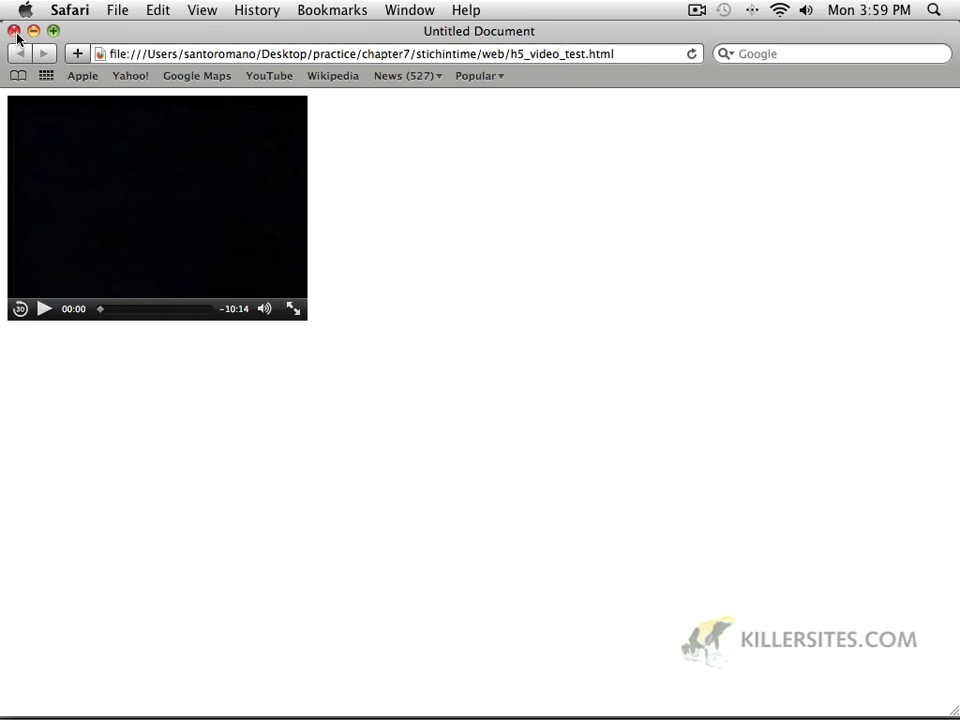 Safari File Edit View History Bookmarks Window Help Mon 3:59 PM
Untitled Document
file:///Users/santoromano/Desktop/practice/chapter7/stichintime/web/h5_video_test.html Google
Apple Yahoo! Google Maps YouTube Wikipedia News (527) Popular
30 00:00 -10:14
KILLERSITES.COM